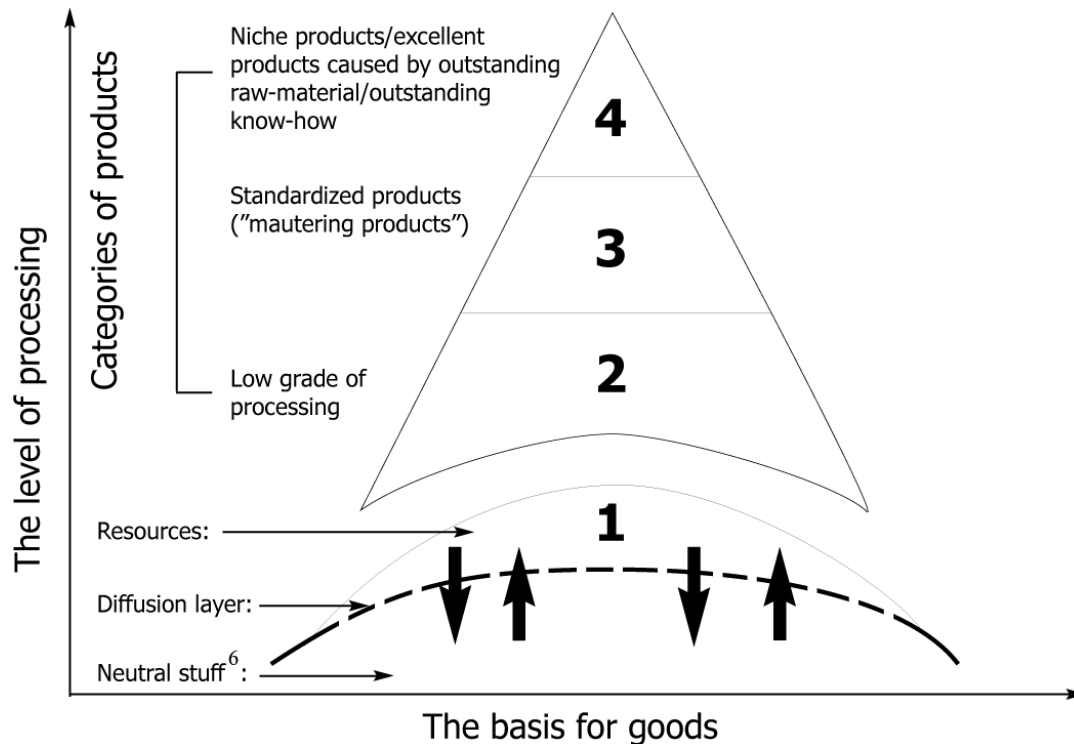 The level of processing
Categories of products
Niche products/excellent
products caused by outstanding
raw-material/outstanding
know-how
Standardized products
(”mautering products”)
Low grade of
processing
4
3
2
1
Resources:
Diffusion layer:
Neutral stuff⁶:
The basis for goods